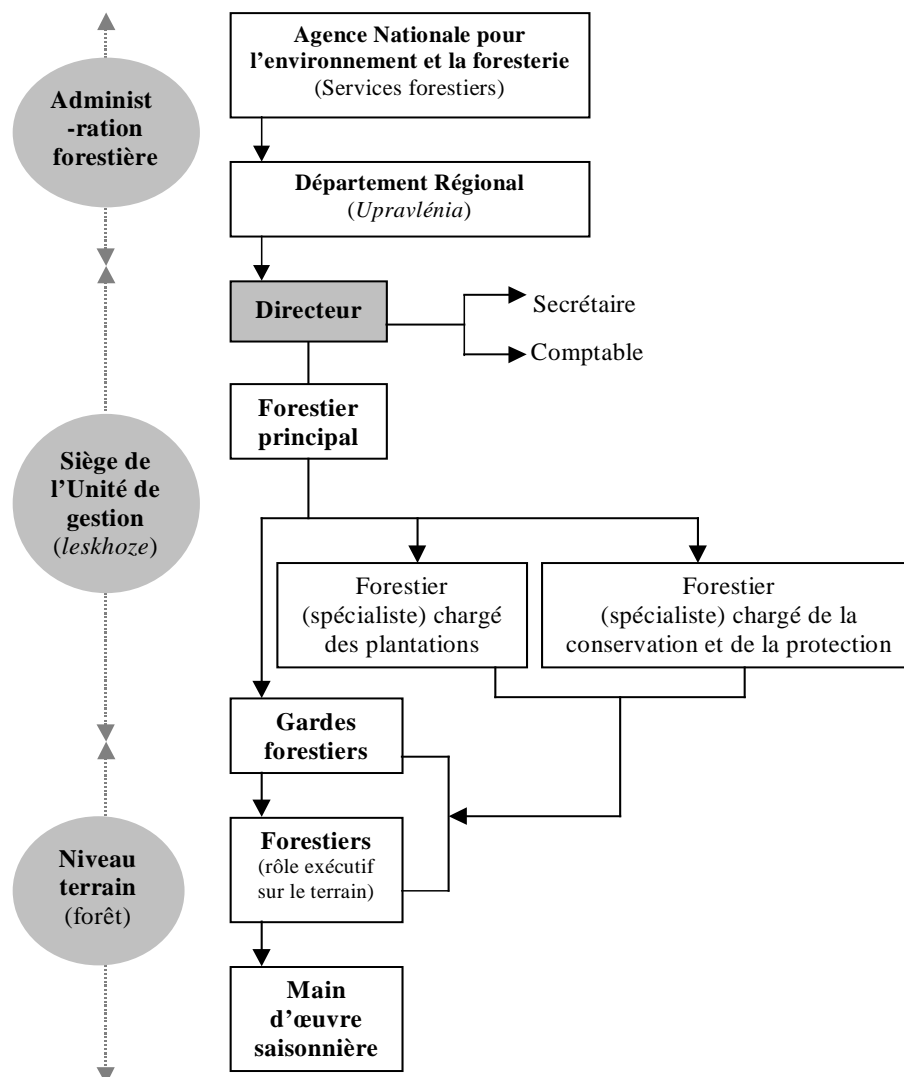 Agence Nationale pour
l'environnement et la foresterie
(Services forestiers)
Administ
-ration
forestière
Département Régional
(Upravlénia)
Directeur
Secrétaire
Comptable
Forestier
principal
Siège de
l'Unité de
gestion
(leskhoze)
Forestier
(spécialiste) chargé
des plantations
Forestier
(spécialiste) chargé de la
conservation et de la protection
Gardes
forestiers
Forestiers
(rôle exécutif
sur le terrain)
Niveau
terrain
(forêt)
Main
d'œuvre
saisonnière